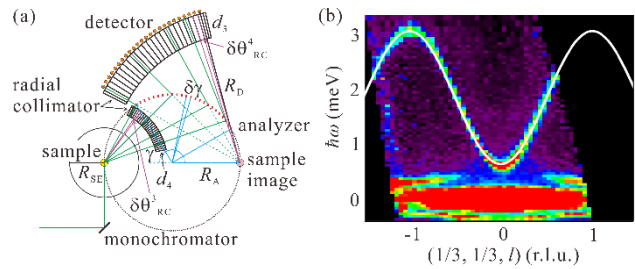 (a)
detector
d₃
δθ⁴RC
radial
collimator
δγ
RD
analyzer
sample
γ
sample
image
RSE
d₄
RA
δθ³RC
monochromator
(b)
ħω (meV)
3
2
1
0
-1
0
1
(1/3, 1/3, l) (r.l.u.)